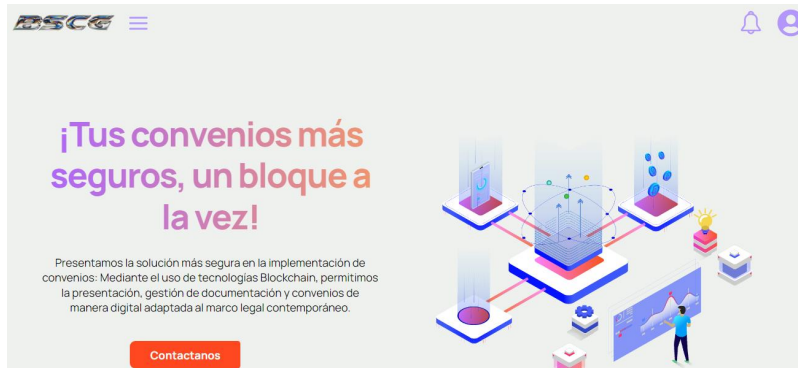 BSCG
¡Tus convenios más
seguros, un bloque a
la vez!
Presentamos la solución más segura en la implementación de
convenios: Mediante el uso de tecnologías Blockchain, permitimos
la presentación, gestión de documentación y convenios de
manera digital adaptada al marco legal contemporáneo.
Contactanos